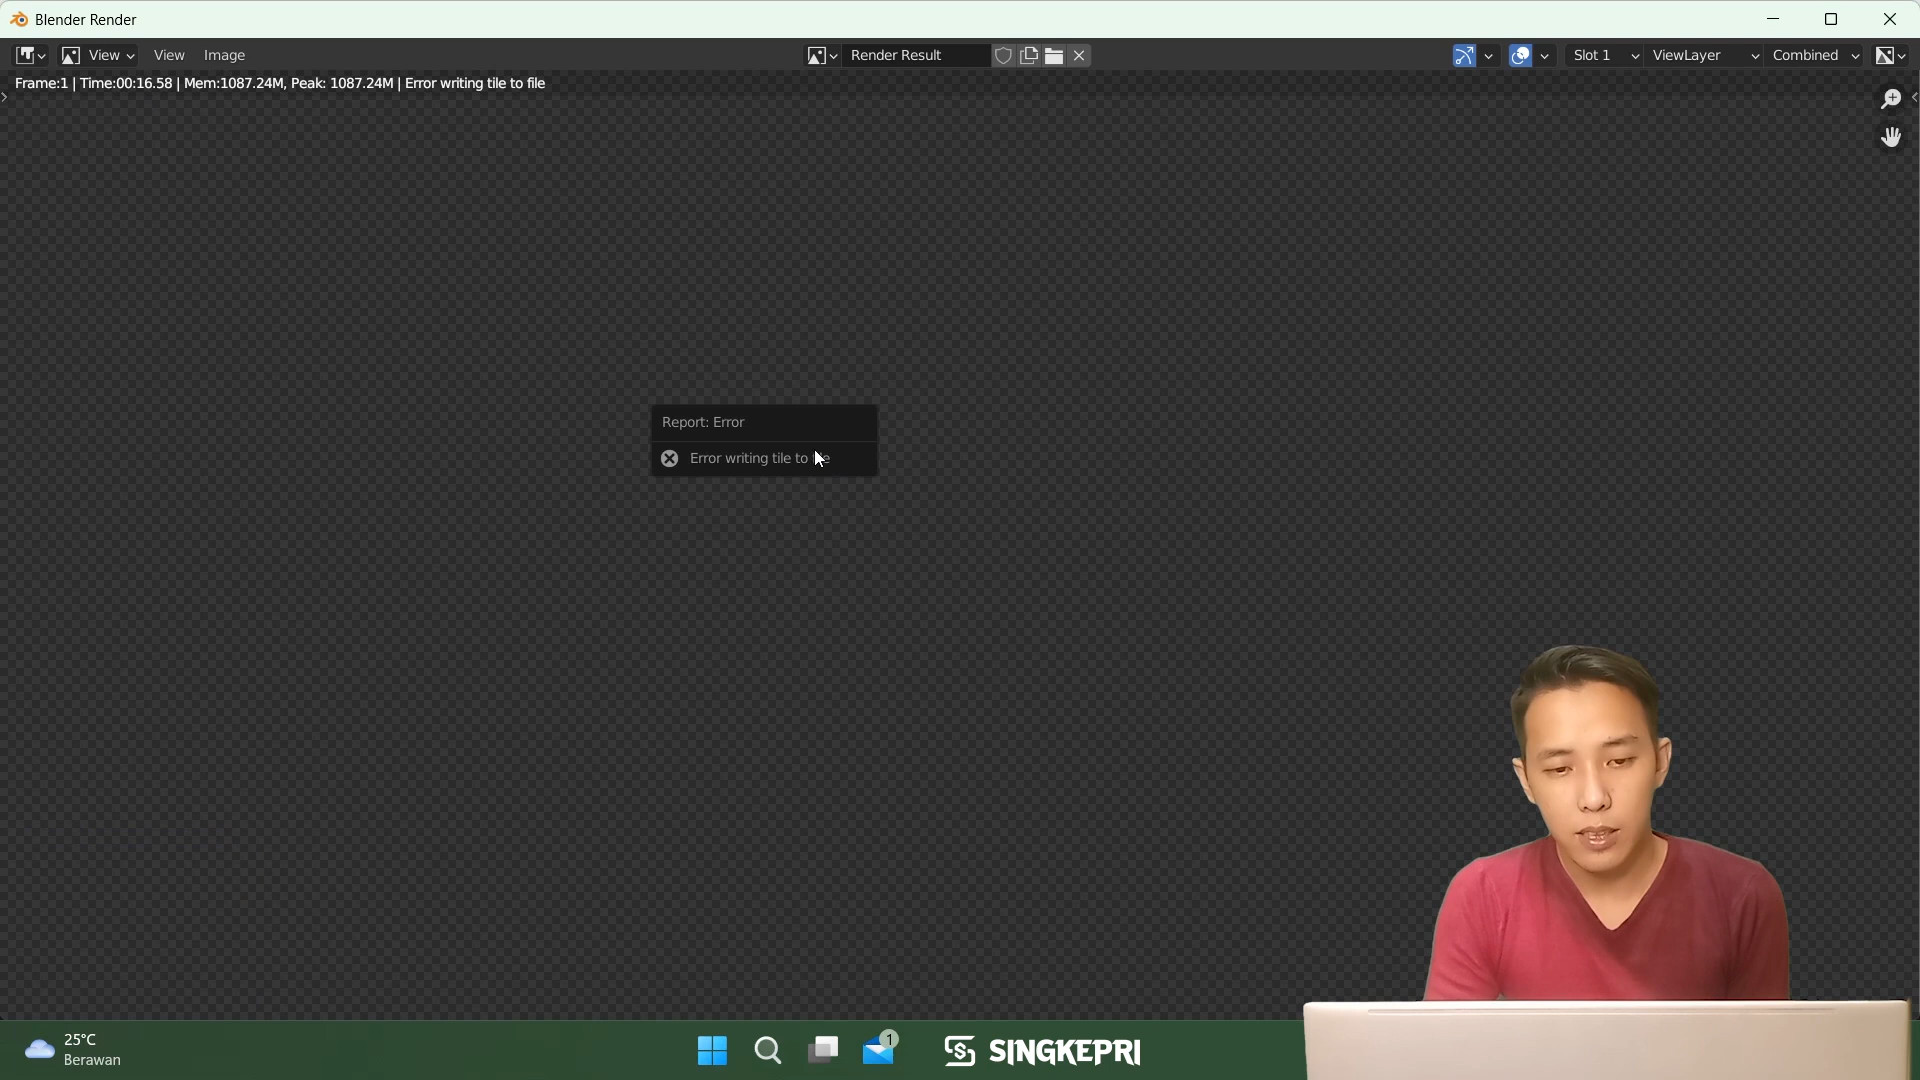 Blender Render
View View Image Render Result Slot 1 ViewLayer Combined
Frame:1 | Time:00:16.58 | Mem:1087.24M, Peak: 1087.24M | Error writing tile to file
Report: Error
Error writing tile to
25°C
Berawan
1
SINGKEPRI